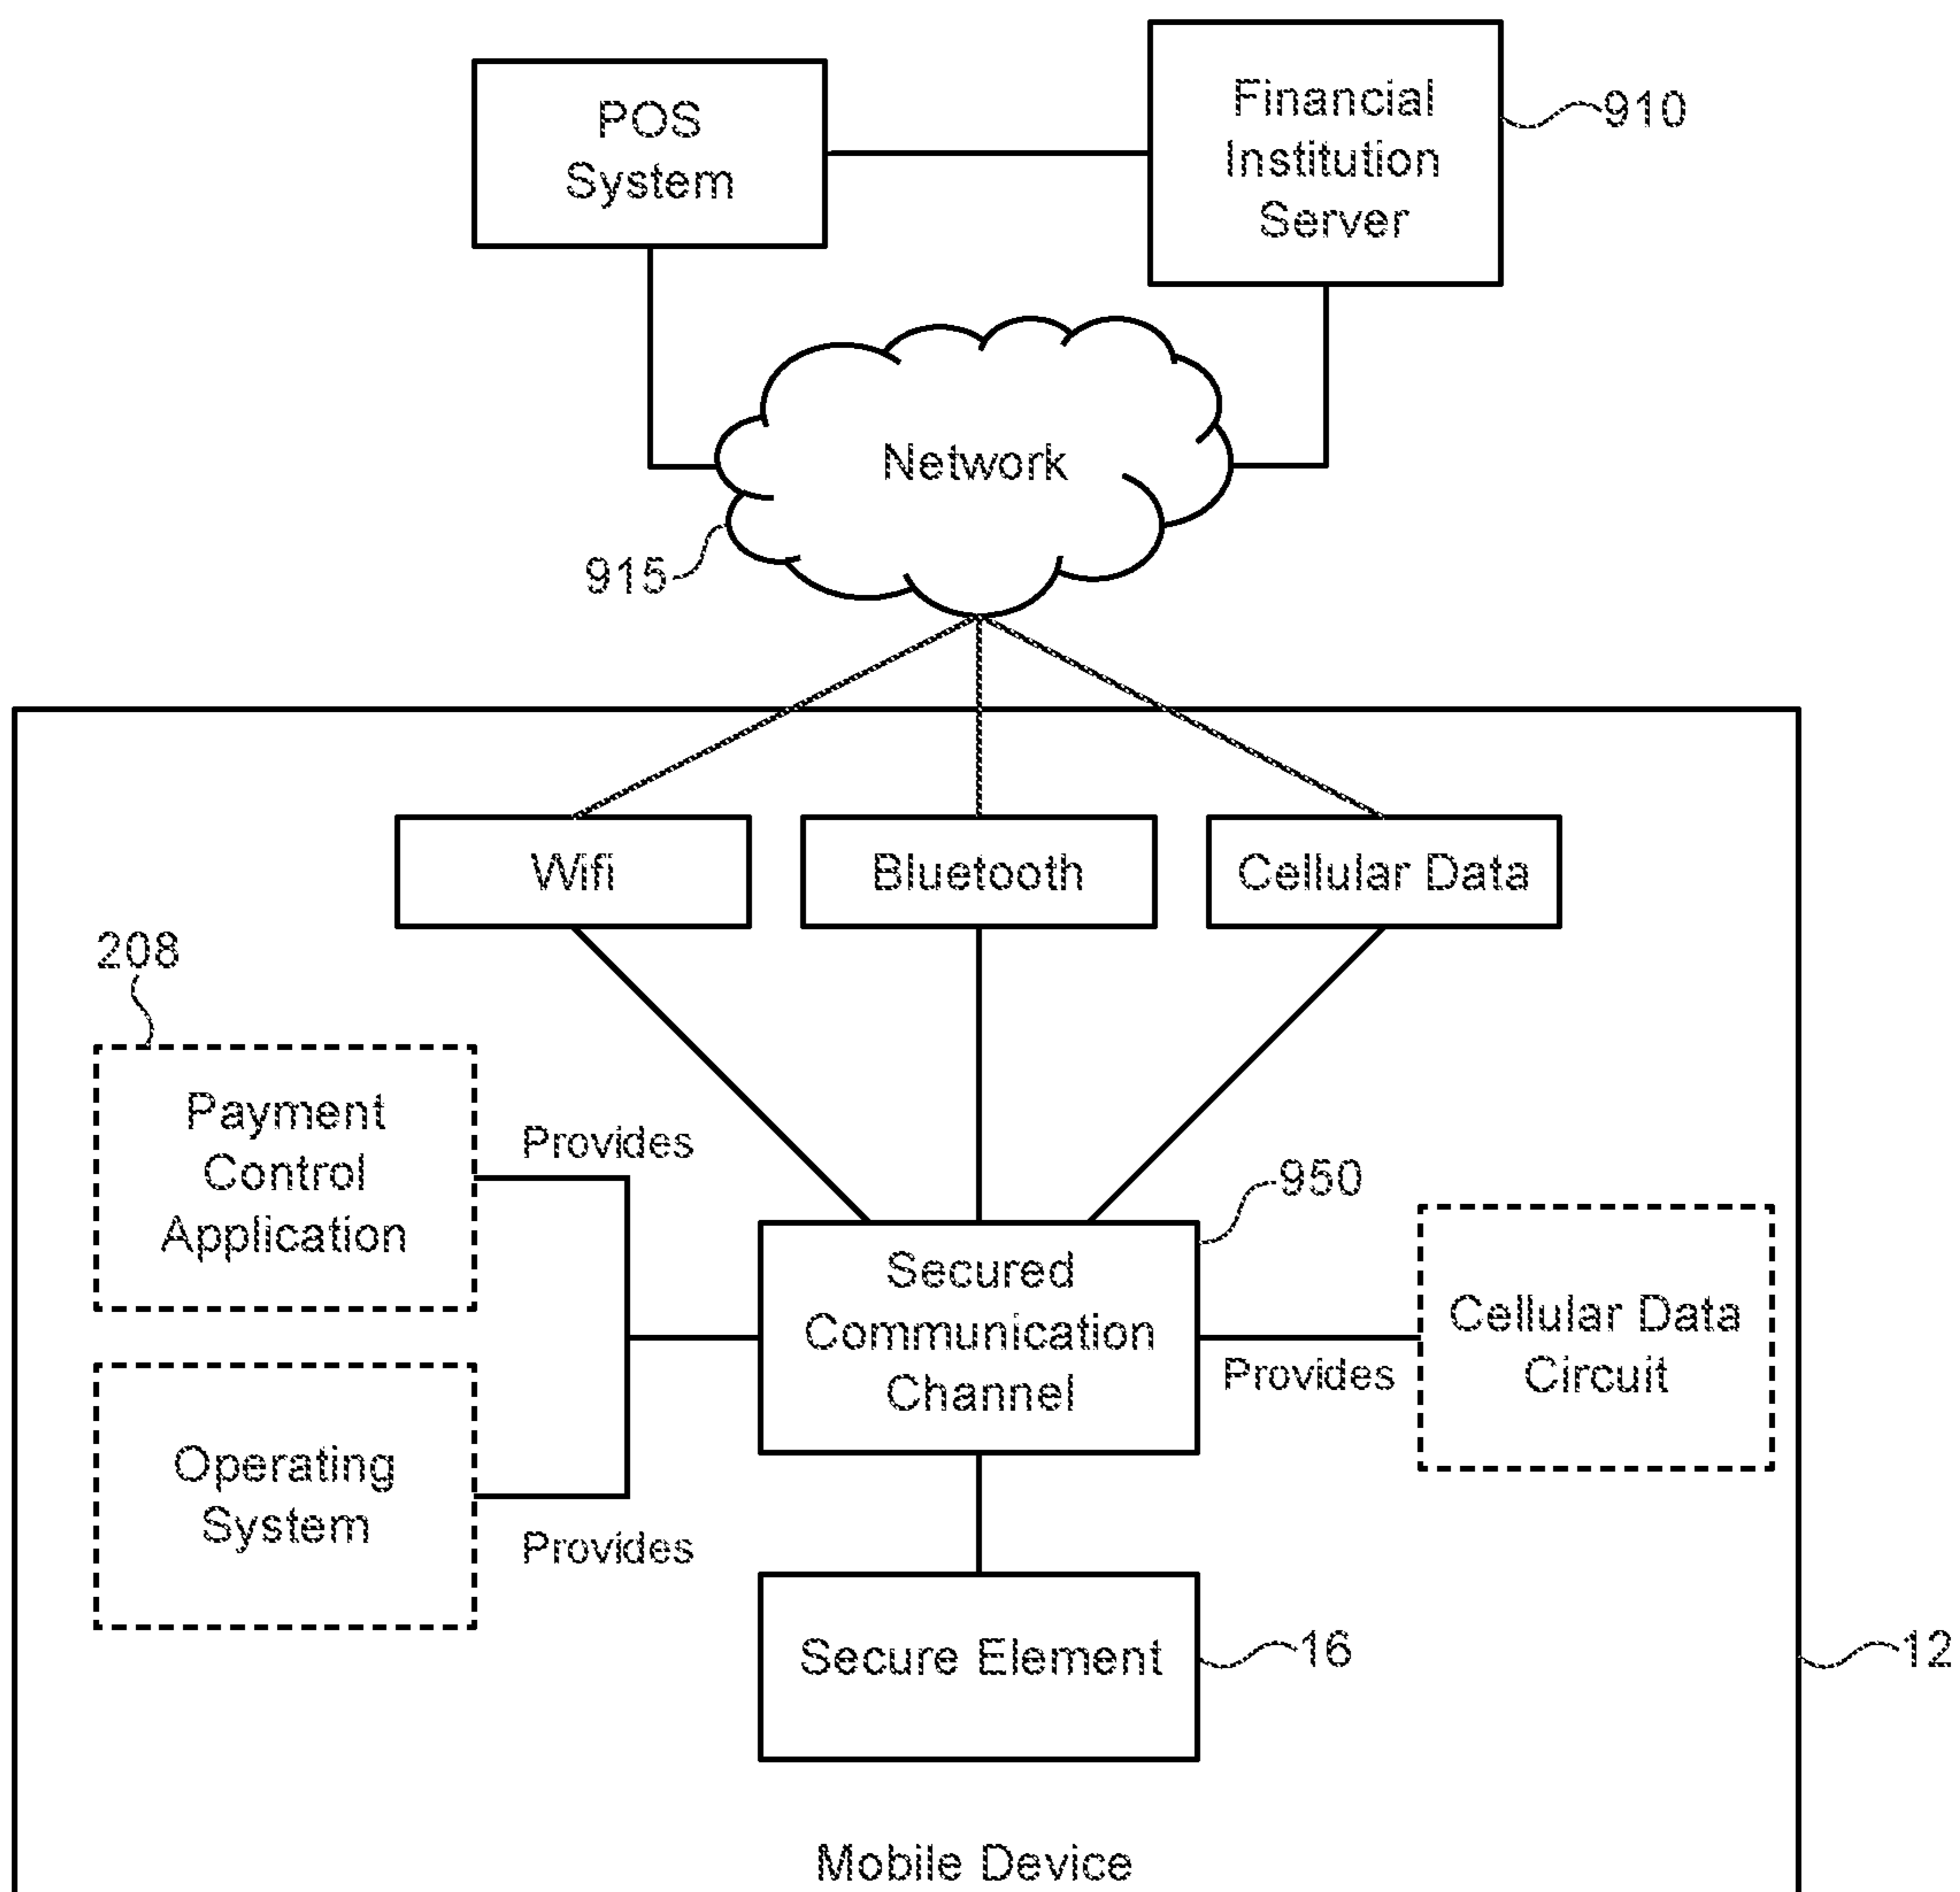 POS
System
Financial
Institution
Server
910
Network
915
Wifi
Bluetooth
Cellular Data
208
Payment
Control
Application
Provides
950
Secured
Communication
Channel
Cellular Data
Circuit
Provides
Operating
System
Provides
Secure Element
16
12
Mobile Device